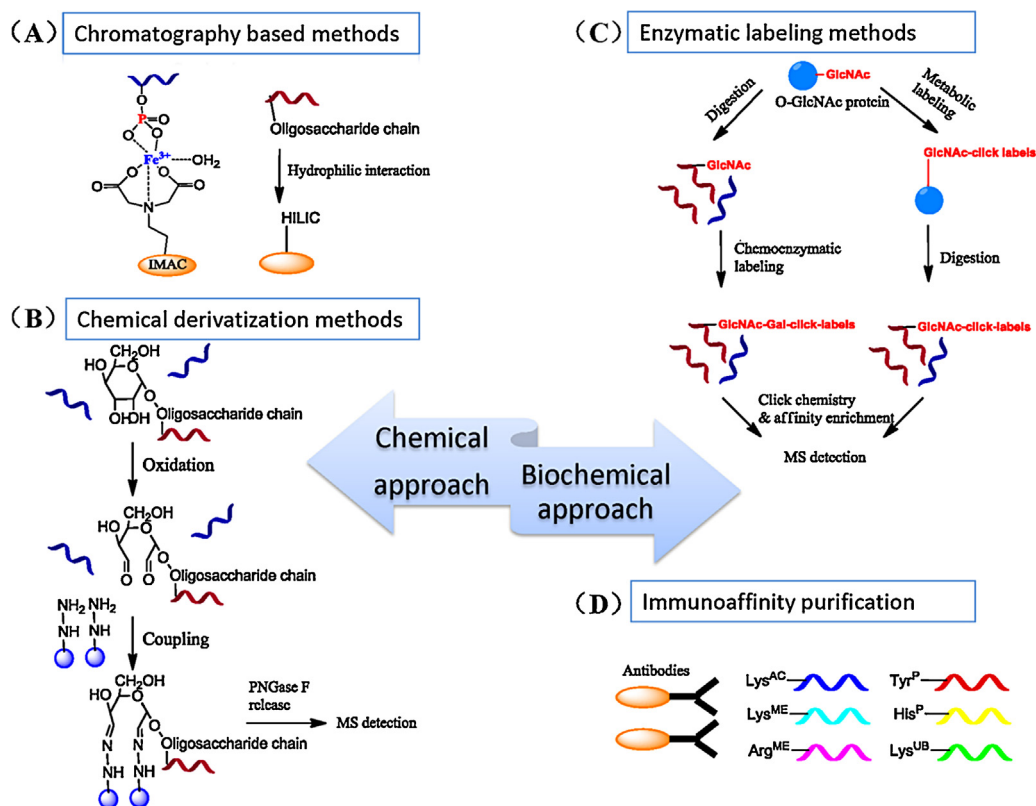 (A) Chromatography based methods
O
P=O
O O
Fe3+ OH2
O O O O
N
IMAC
Oligosaccharide chain
Hydrophilic interaction
HILIC
(B) Chemical derivatization methods
CH2OH
HO O
OHOH O
Oligosaccharide chain
Oxidation
CH2OH
HO O
O O O
Oligosaccharide chain
NH2 NH2
NH NH
Coupling
CH2OH
HO O
O
Oligosaccharide chain
N N
NH NH
PNGase F
release
MS detection
Chemical
approach
Biochemical
approach
(C) Enzymatic labeling methods
GlcNAc
O-GlcNAc protein
Digestion
Metabolic
labeling
GlcNAc
GlcNAc-click labels
Chemoenzymatic
labeling
Digestion
GlcNAc-Gal-click-labels
GlcNAc-click-labels
Click chemistry
& affinity enrichment
MS detection
(D) Immunoaffinity purification
Antibodies
LysAC
TyrP
LysME
HisP
ArgME
LysUB